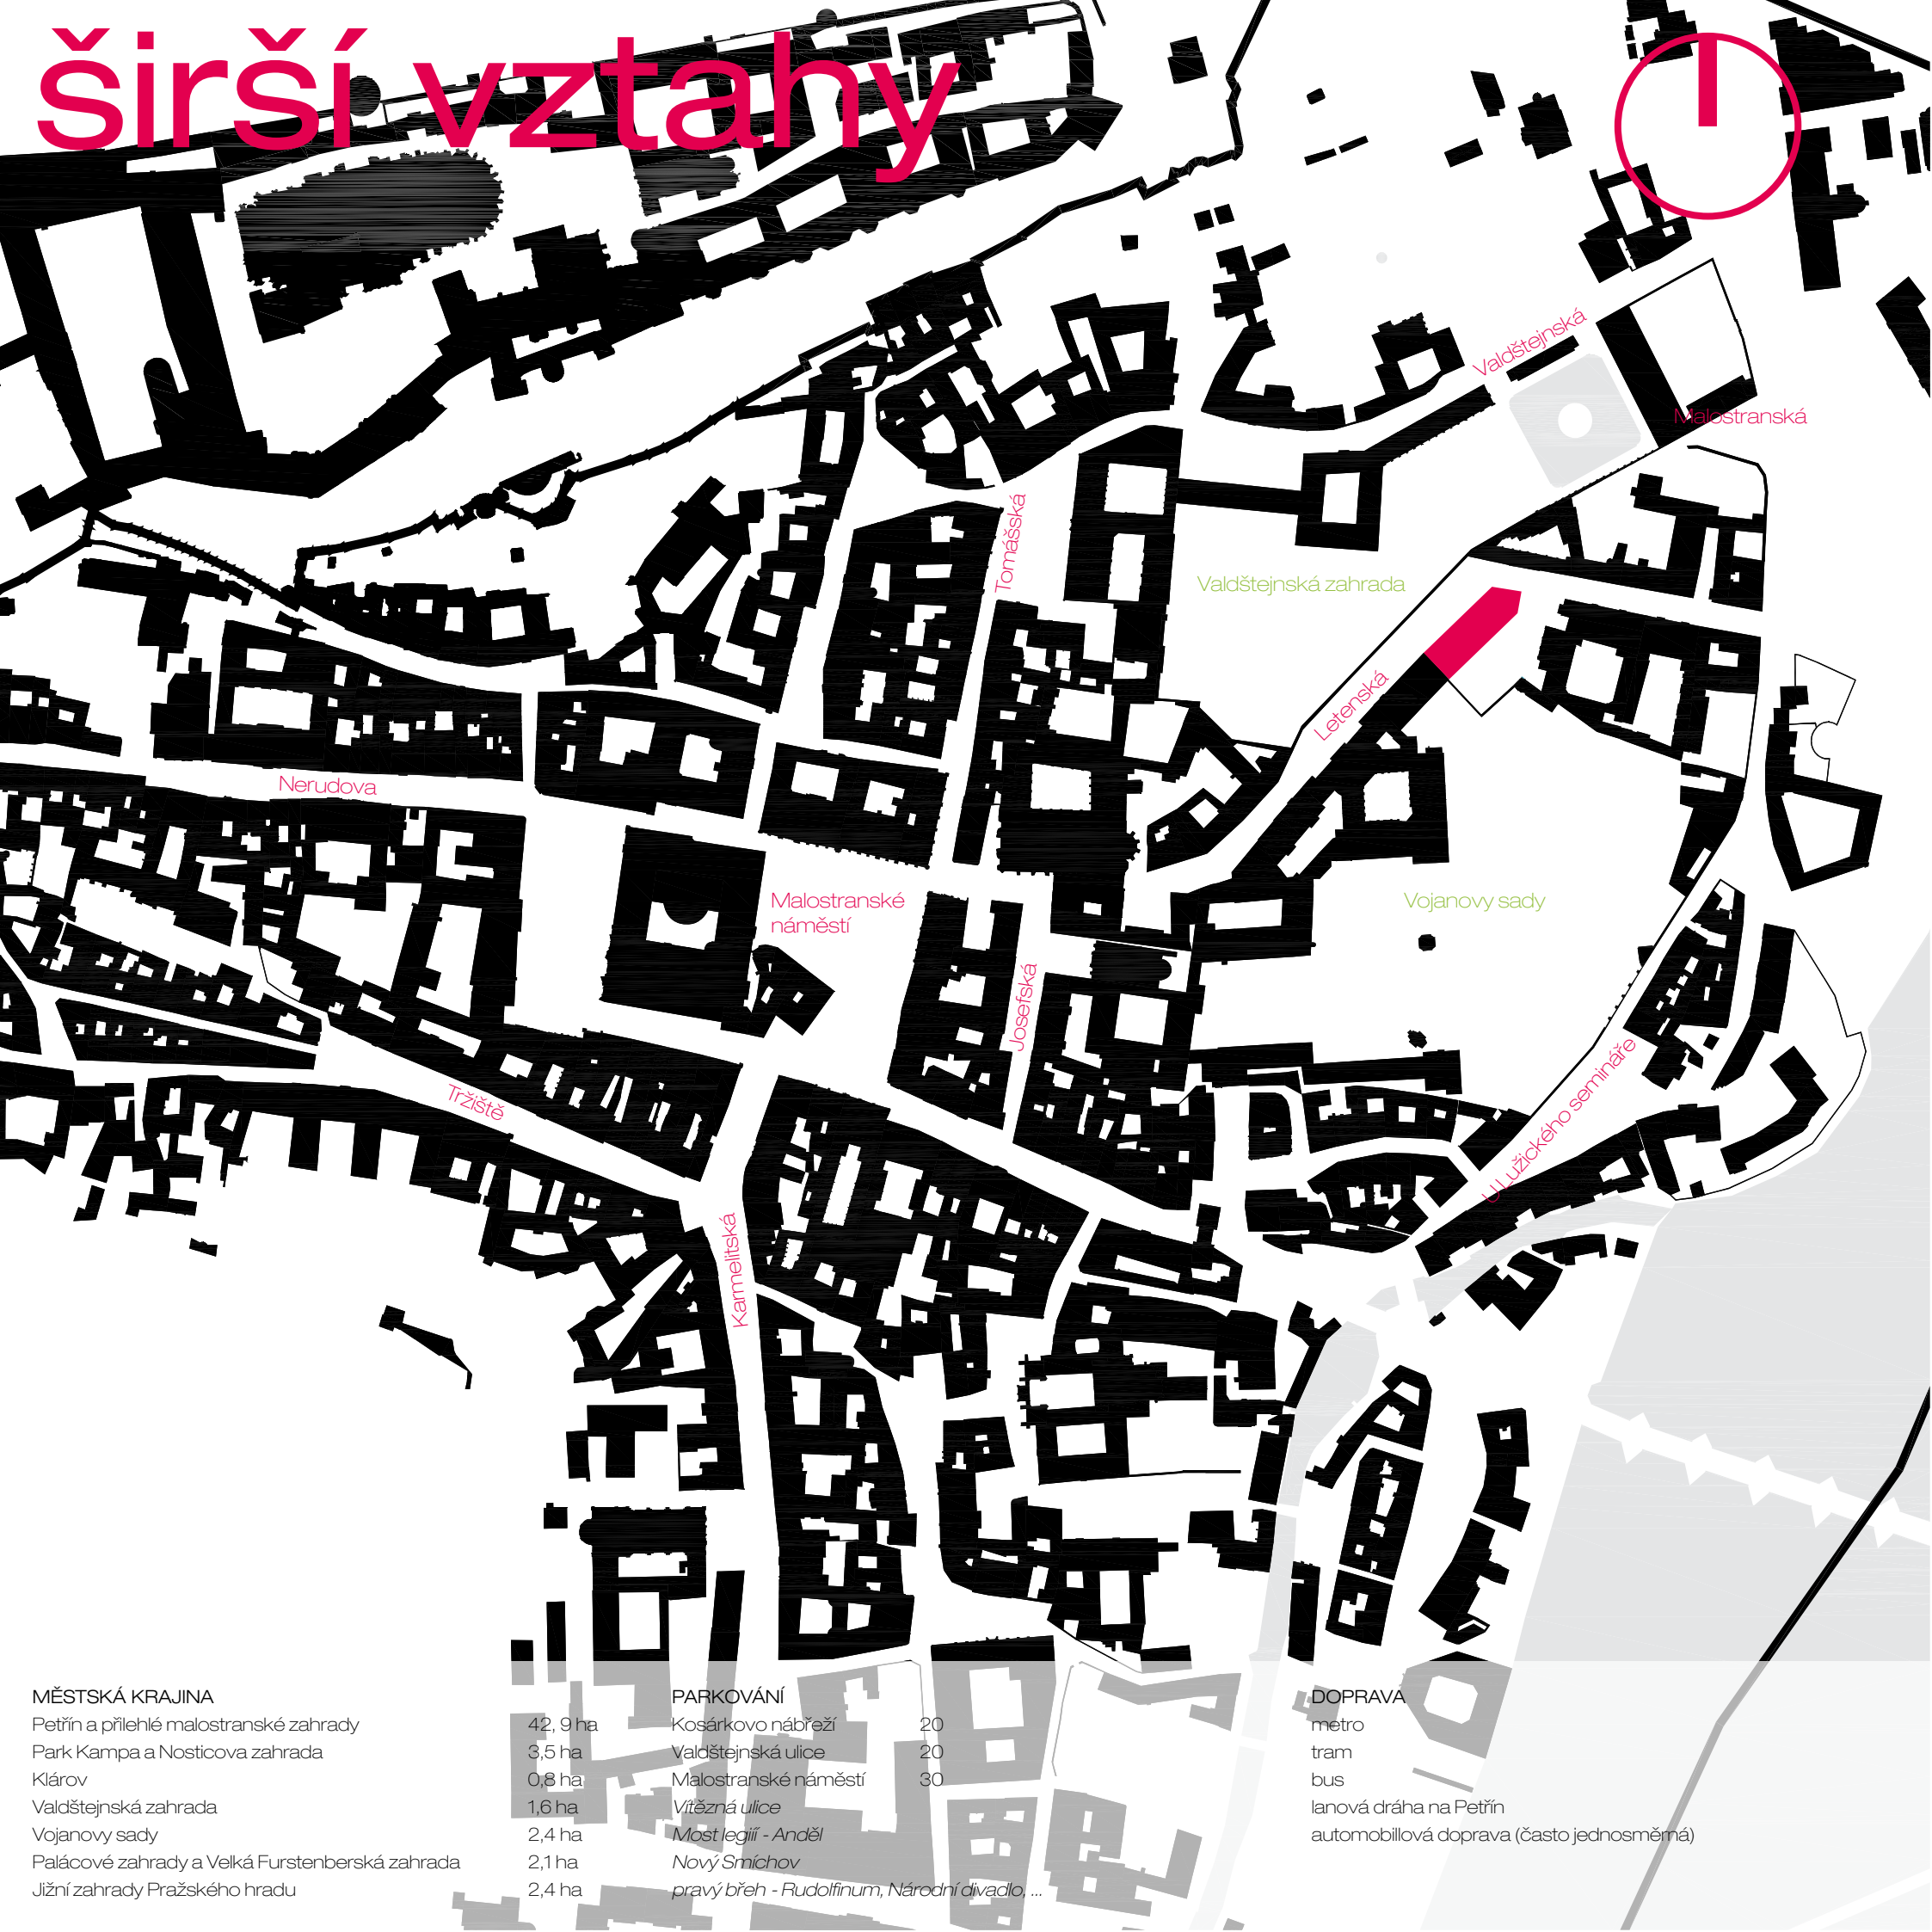 širší vztahy
Valdštejnská
Malostranská
Tomášská
Valdštejnská zahrada
Letenská
Nerudova
Malostranské
náměstí
Vojanovy sady
Josefská
Tržiště
U Lužického semináře
Karmelitská
MĚSTSKÁ KRAJINA
Petřín a přilehlé malostranské zahrady 42, 9 ha
Park Kampa a Nosticova zahrada 3,5 ha
Klárov 0,8 ha
Valdštejnská zahrada 1,6 ha
Vojanovy sady 2,4 ha
Palácové zahrady a Velká Furstenberská zahrada 2,1 ha
Jižní zahrady Pražského hradu 2,4 ha
PARKOVÁNÍ
Kosárkovo nábřeží 20
Valdštejnská ulice 20
Malostranské náměstí 30
Vítězná ulice
Most legiií - Anděl
Nový Smíchov
pravý břeh - Rudolfinum, Národní divadlo, ...
DOPRAVA
metro
tram
bus
lanová dráha na Petřín
automobillová doprava (často jednosměrná)